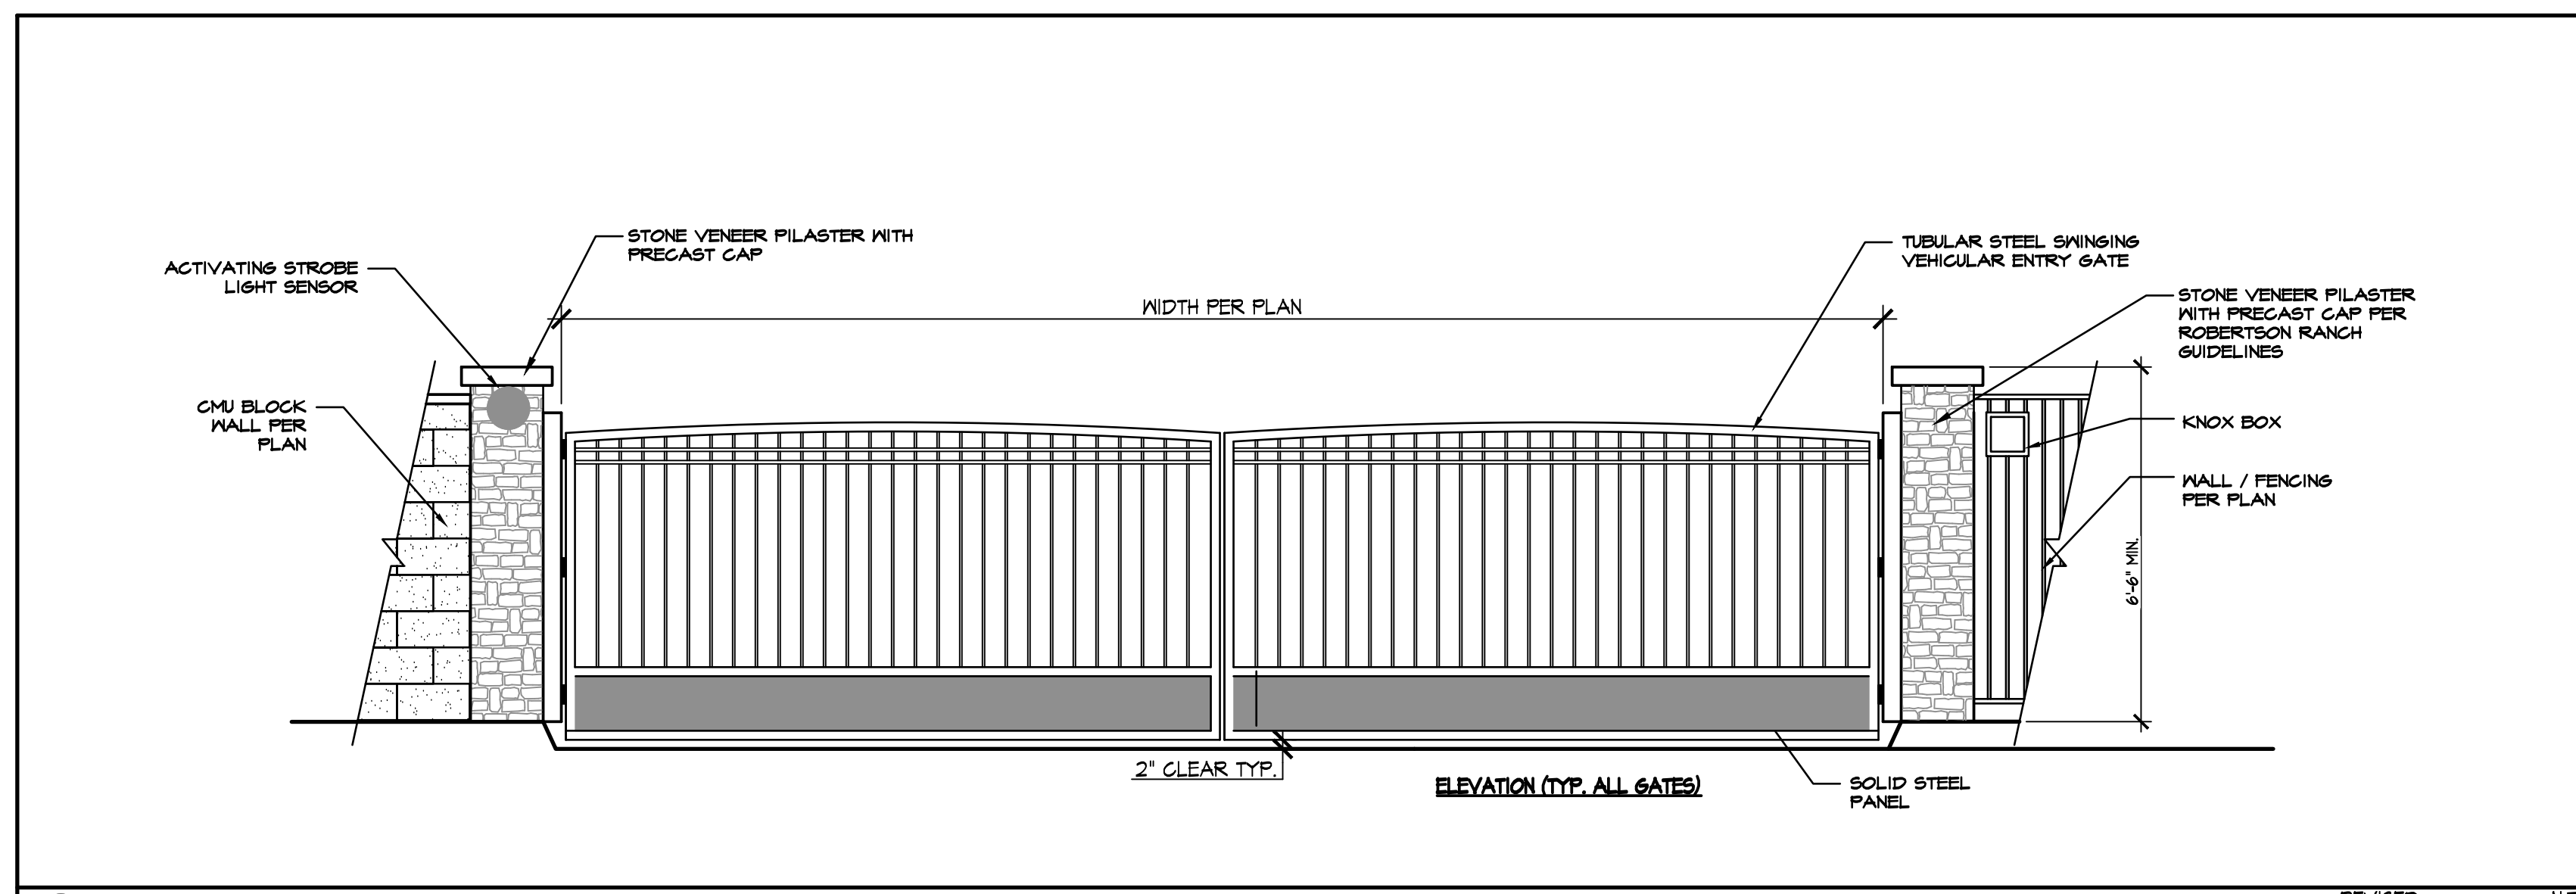 STONE VENEER PILASTER WITH
PRECAST CAP
ACTIVATING STROBE
LIGHT SENSOR
CMU BLOCK
WALL PER
PLAN
WIDTH PER PLAN
TUBULAR STEEL SWINGING
VEHICULAR ENTRY GATE
STONE VENEER PILASTER
WITH PRECAST CAP PER
ROBERTSON RANCH
GUIDELINES
KNOX BOX
WALL / FENCING
PER PLAN
6'-6" MIN.
2" CLEAR TYP.
ELEVATION (TYP. ALL GATES)
SOLID STEEL
PANEL